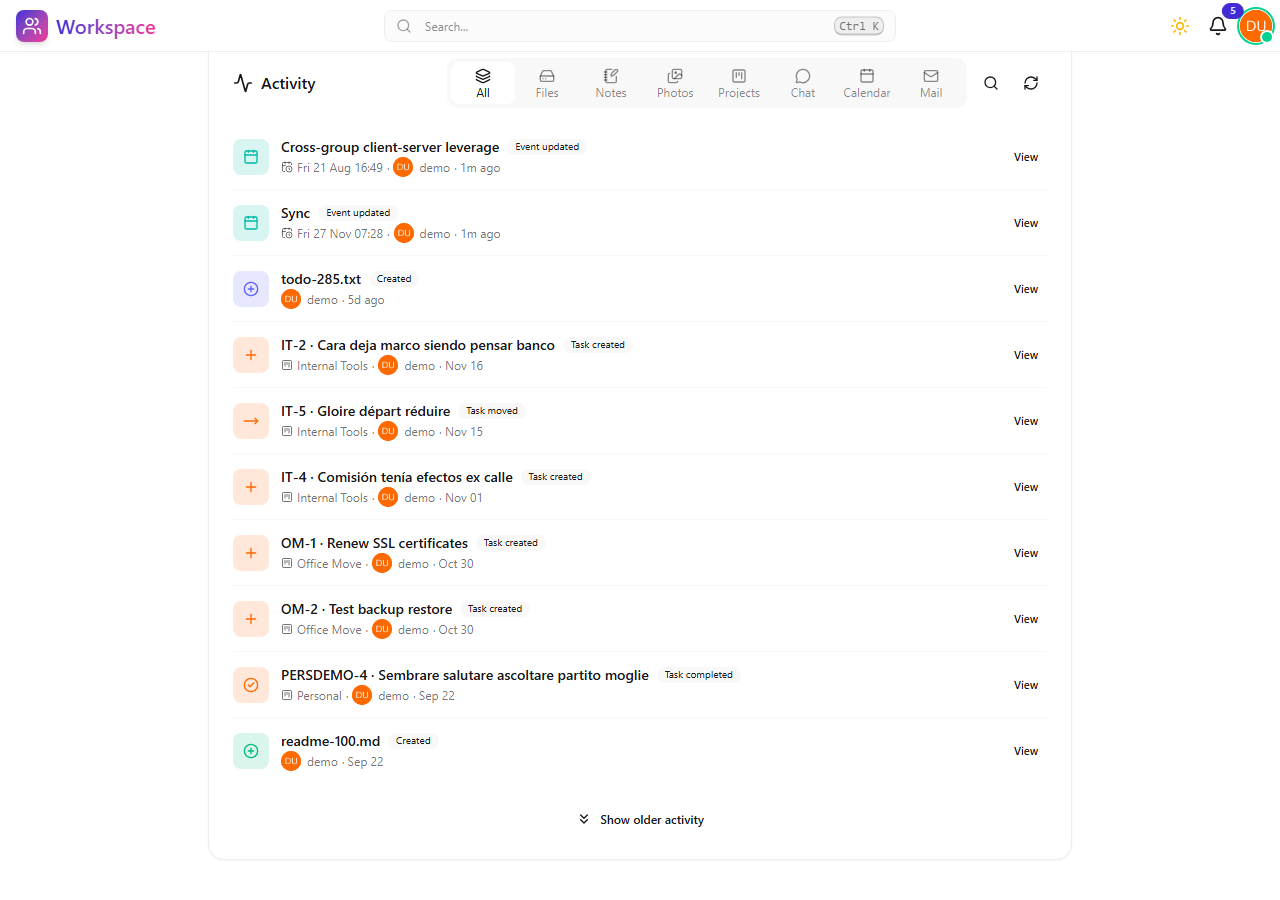 Workspace
Search...
Ctrl K
5
DU
Activity
All
Files
Notes
Photos
Projects
Chat
Calendar
Mail
Cross-group client-server leverage Event updated
Fri 21 Aug 16:49 · DU demo · 1m ago
View
Sync Event updated
Fri 27 Nov 07:28 · DU demo · 1m ago
View
todo-285.txt Created
DU demo · 5d ago
View
IT-2 · Cara deja marco siendo pensar banco Task created
Internal Tools · DU demo · Nov 16
View
IT-5 · Gloire départ réduire Task moved
Internal Tools · DU demo · Nov 15
View
IT-4 · Comisión tenía efectos ex calle Task created
Internal Tools · DU demo · Nov 01
View
OM-1 · Renew SSL certificates Task created
Office Move · DU demo · Oct 30
View
OM-2 · Test backup restore Task created
Office Move · DU demo · Oct 30
View
PERSDEMO-4 · Sembrare salutare ascoltare partito moglie Task completed
Personal · DU demo · Sep 22
View
readme-100.md Created
DU demo · Sep 22
View
Show older activity